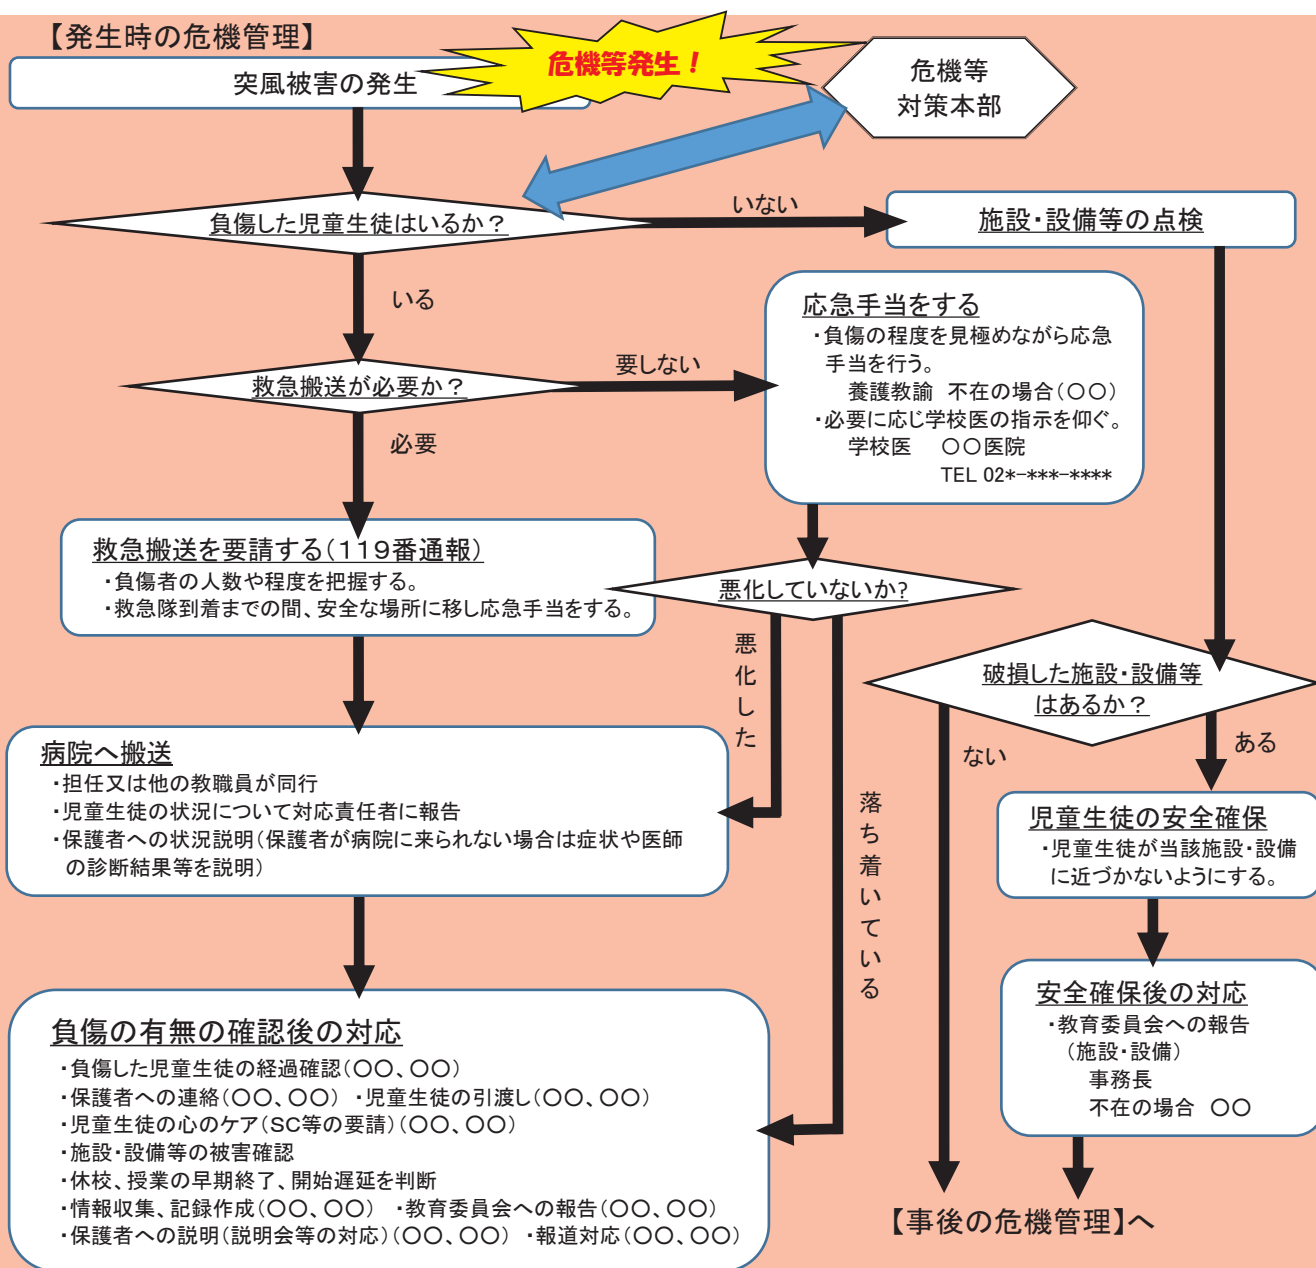 【発生時の危機管理】
危機等発生！
突風被害の発生
危機等
対策本部
負傷した児童生徒はいるか？
いない
施設・設備等の点検
いる
応急手当をする
・負傷の程度を見極めながら応急
手当を行う。
養護教諭 不在の場合（○○）
・必要に応じ学校医の指示を仰ぐ。
学校医 ○○医院
TEL 02*-***-****
救急搬送が必要か？
要しない
必要
救急搬送を要請する（１１９番通報）
・負傷者の人数や程度を把握する。
・救急隊到着までの間、安全な場所に移し応急手当をする。
悪化していないか?
悪化した
落ち着いている
破損した施設・設備等
はあるか？
ない
ある
病院へ搬送
・担任又は他の教職員が同行
・児童生徒の状況について対応責任者に報告
・保護者への状況説明（保護者が病院に来られない場合は症状や医師
の診断結果等を説明）
児童生徒の安全確保
・児童生徒が当該施設・設備
に近づかないようにする。
安全確保後の対応
・教育委員会への報告
（施設・設備）
事務長
不在の場合 ○○
負傷の有無の確認後の対応
・負傷した児童生徒の経過確認（○○、○○）
・保護者への連絡（○○、○○） ・児童生徒の引渡し（○○、○○）
・児童生徒の心のケア（SC等の要請）（○○、○○）
・施設・設備等の被害確認
・休校、授業の早期終了、開始遅延を判断
・情報収集、記録作成（○○、○○） ・教育委員会への報告（○○、○○）
・保護者への説明（説明会等の対応）（○○、○○） ・報道対応（○○、○○）
【事後の危機管理】へ